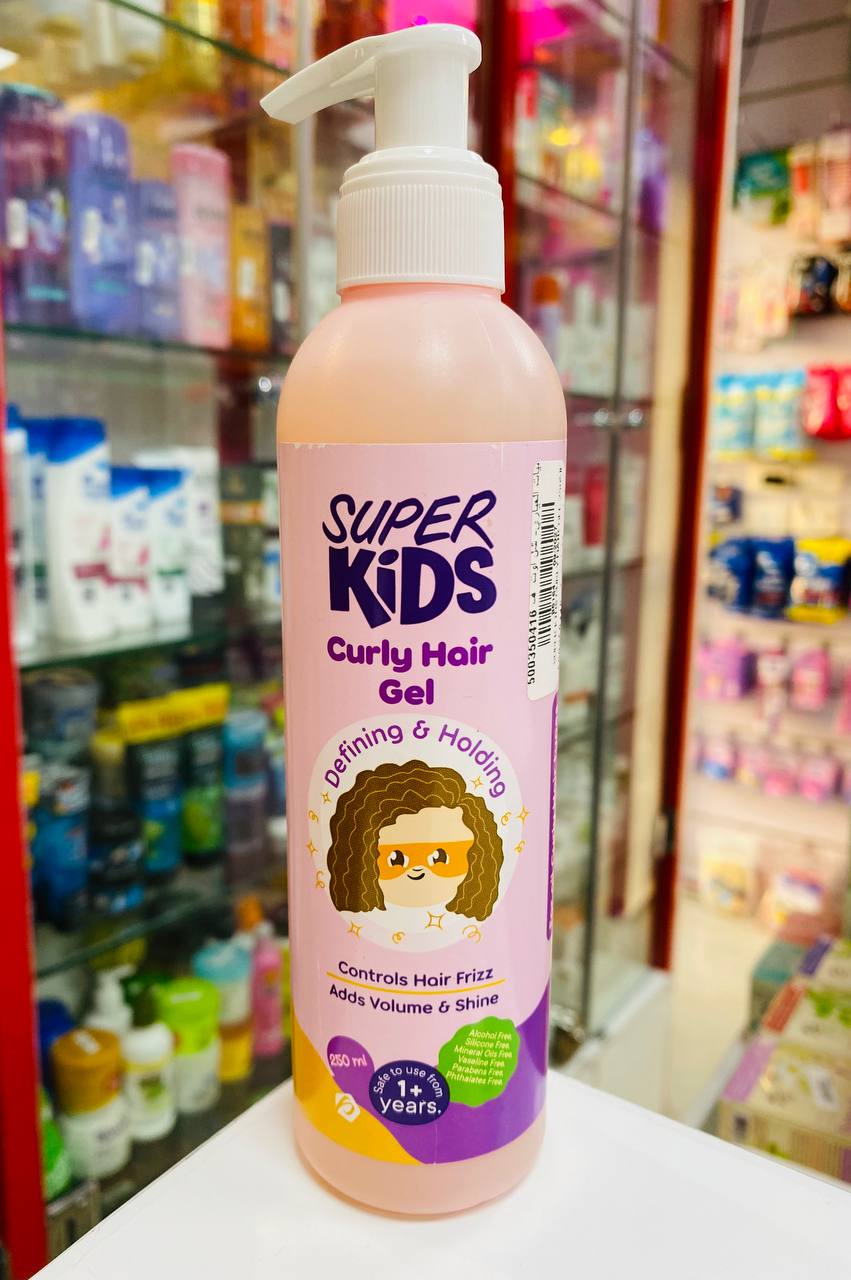 SUPER
KiDS
Curly Hair
Gel
Defining & Holding
Controls Hair Frizz
Adds Volume & Shine
250 ml
Safe to use from
1+
years.
Alcohol Free.
Silicone Free.
Mineral Oils Free.
Vaseline Free.
Parabens Free.
Phthalates Free.
500350416